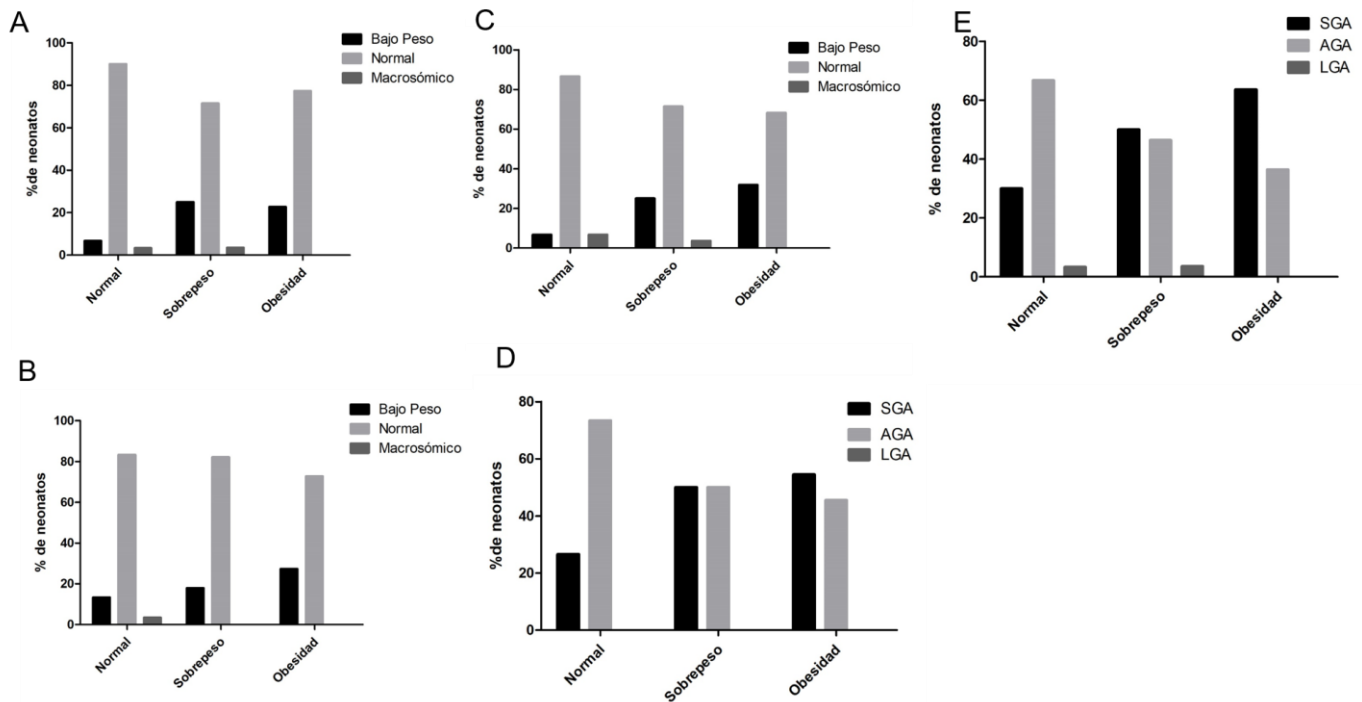 A
Bajo Peso
Normal
Macrosómico
100
80
60
40
20
0
%de neonatos
Normal
Sobrepeso
Obesidad
C
Bajo Peso
Normal
Macrosómico
100
80
60
40
20
0
% de neonatos
Normal
Sobrepeso
Obesidad
E
SGA
AGA
LGA
80
60
40
20
0
% de neonatos
Normal
Sobrepeso
Obesidad
B
Bajo Peso
Normal
Macrosómico
100
80
60
40
20
0
% de neonatos
Normal
Sobrepeso
Obesidad
D
SGA
AGA
LGA
80
60
40
20
0
%de neonatos
Normal
Sobrepeso
Obesidad